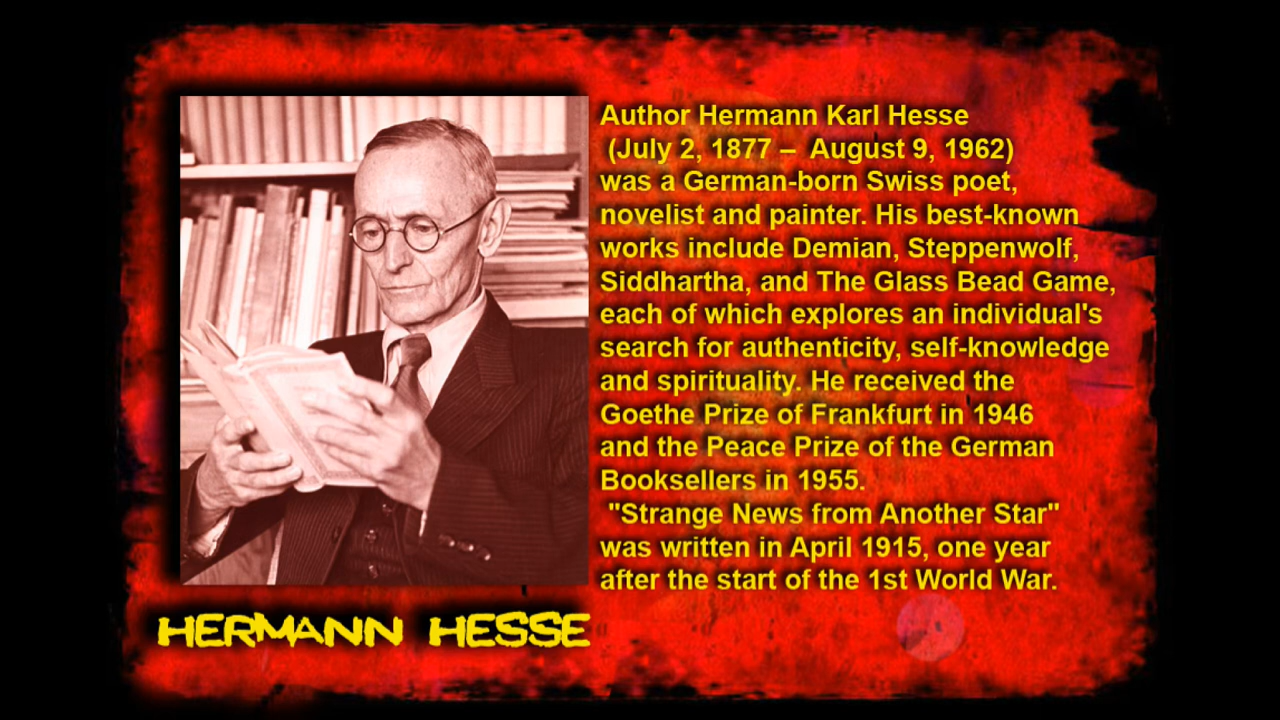 Author Hermann Karl Hesse
(July 2, 1877 – August 9, 1962)
was a German-born Swiss poet,
novelist and painter. His best-known
works include Demian, Steppenwolf,
Siddhartha, and The Glass Bead Game,
each of which explores an individual's
search for authenticity, self-knowledge
and spirituality. He received the
Goethe Prize of Frankfurt in 1946
and the Peace Prize of the German
Booksellers in 1955.
"Strange News from Another Star"
was written in April 1915, one year
after the start of the 1st World War.
HERMANN HESSE